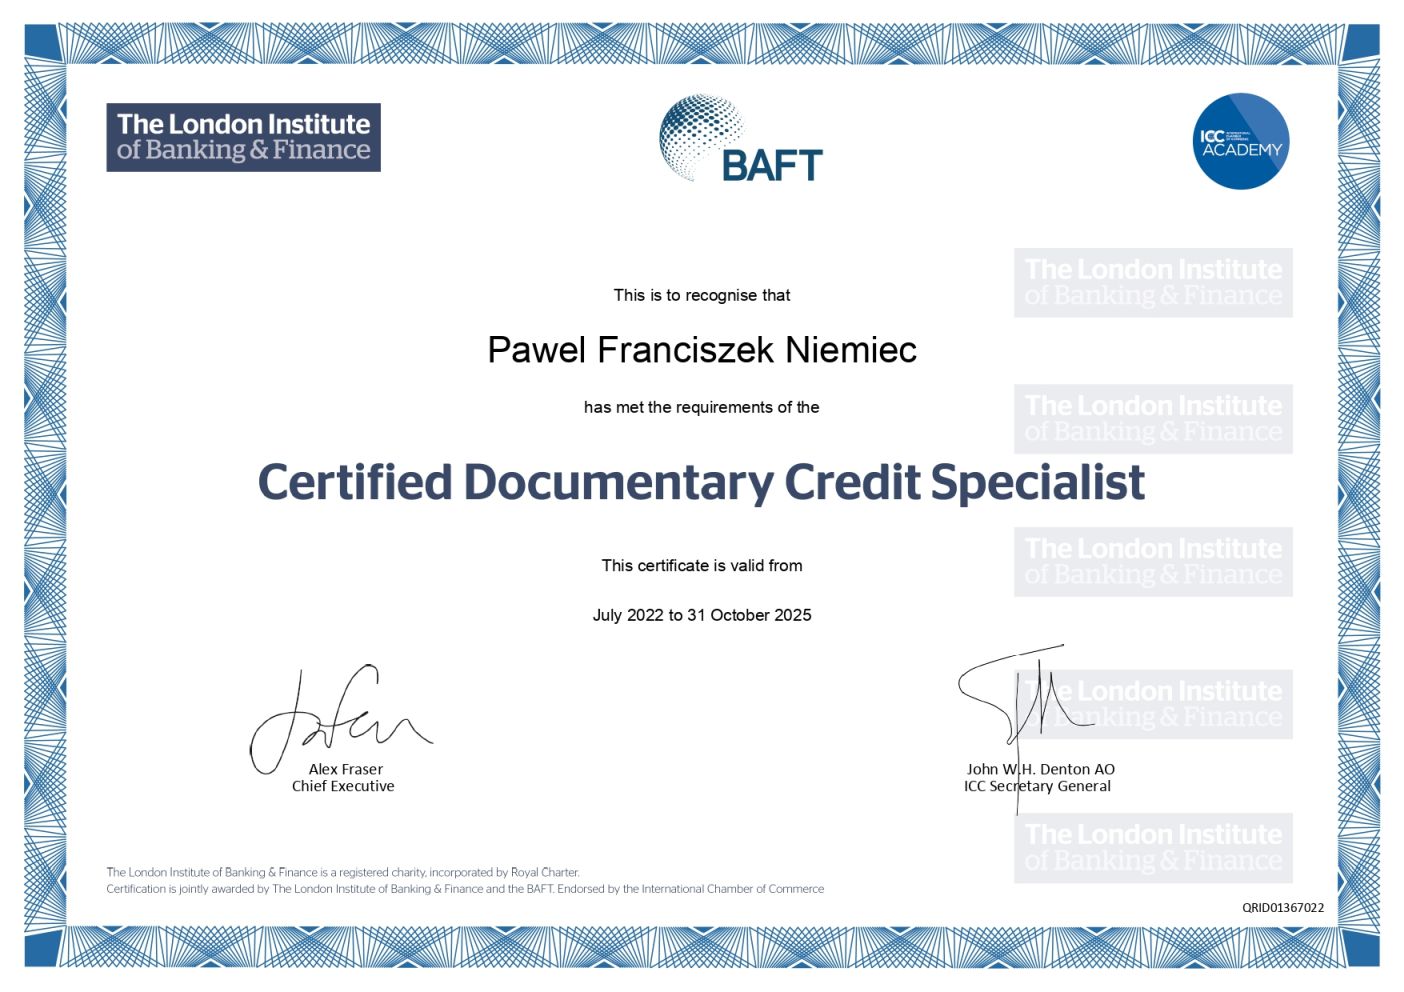 The London Institute
of Banking & Finance
BAFT
ICC
ACADEMY
The London Institute
of Banking & Finance
This is to recognise that
Pawel Franciszek Niemiec
has met the requirements of the
The London Institute
of Banking & Finance
Certified Documentary Credit Specialist
The London Institute
of Banking & Finance
This certificate is valid from
July 2022 to 31 October 2025
The London Institute
of Banking & Finance
Alex Fraser
Chief Executive
John W.H. Denton AO
ICC Secretary General
The London Institute
of Banking & Finance
The London Institute of Banking & Finance is a registered charity, incorporated by Royal Charter.
Certification is jointly awarded by The London Institute of Banking & Finance and the BAFT. Endorsed by the International Chamber of Commerce
QRID01367022